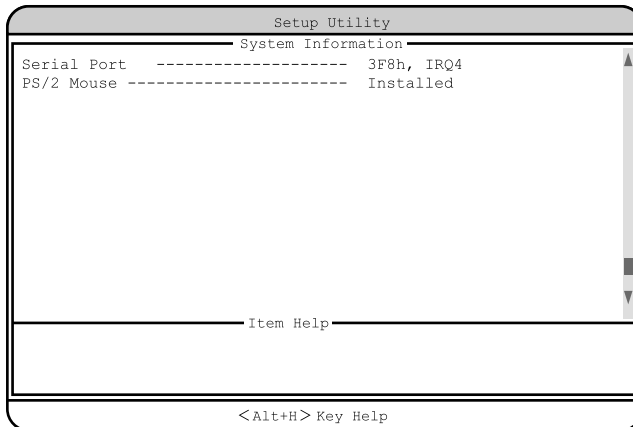 Setup Utility
System Information
Serial Port -------------------- 3F8h, IRQ4
PS/2 Mouse ----------------------- Installed
Item Help
<Alt+H> Key Help